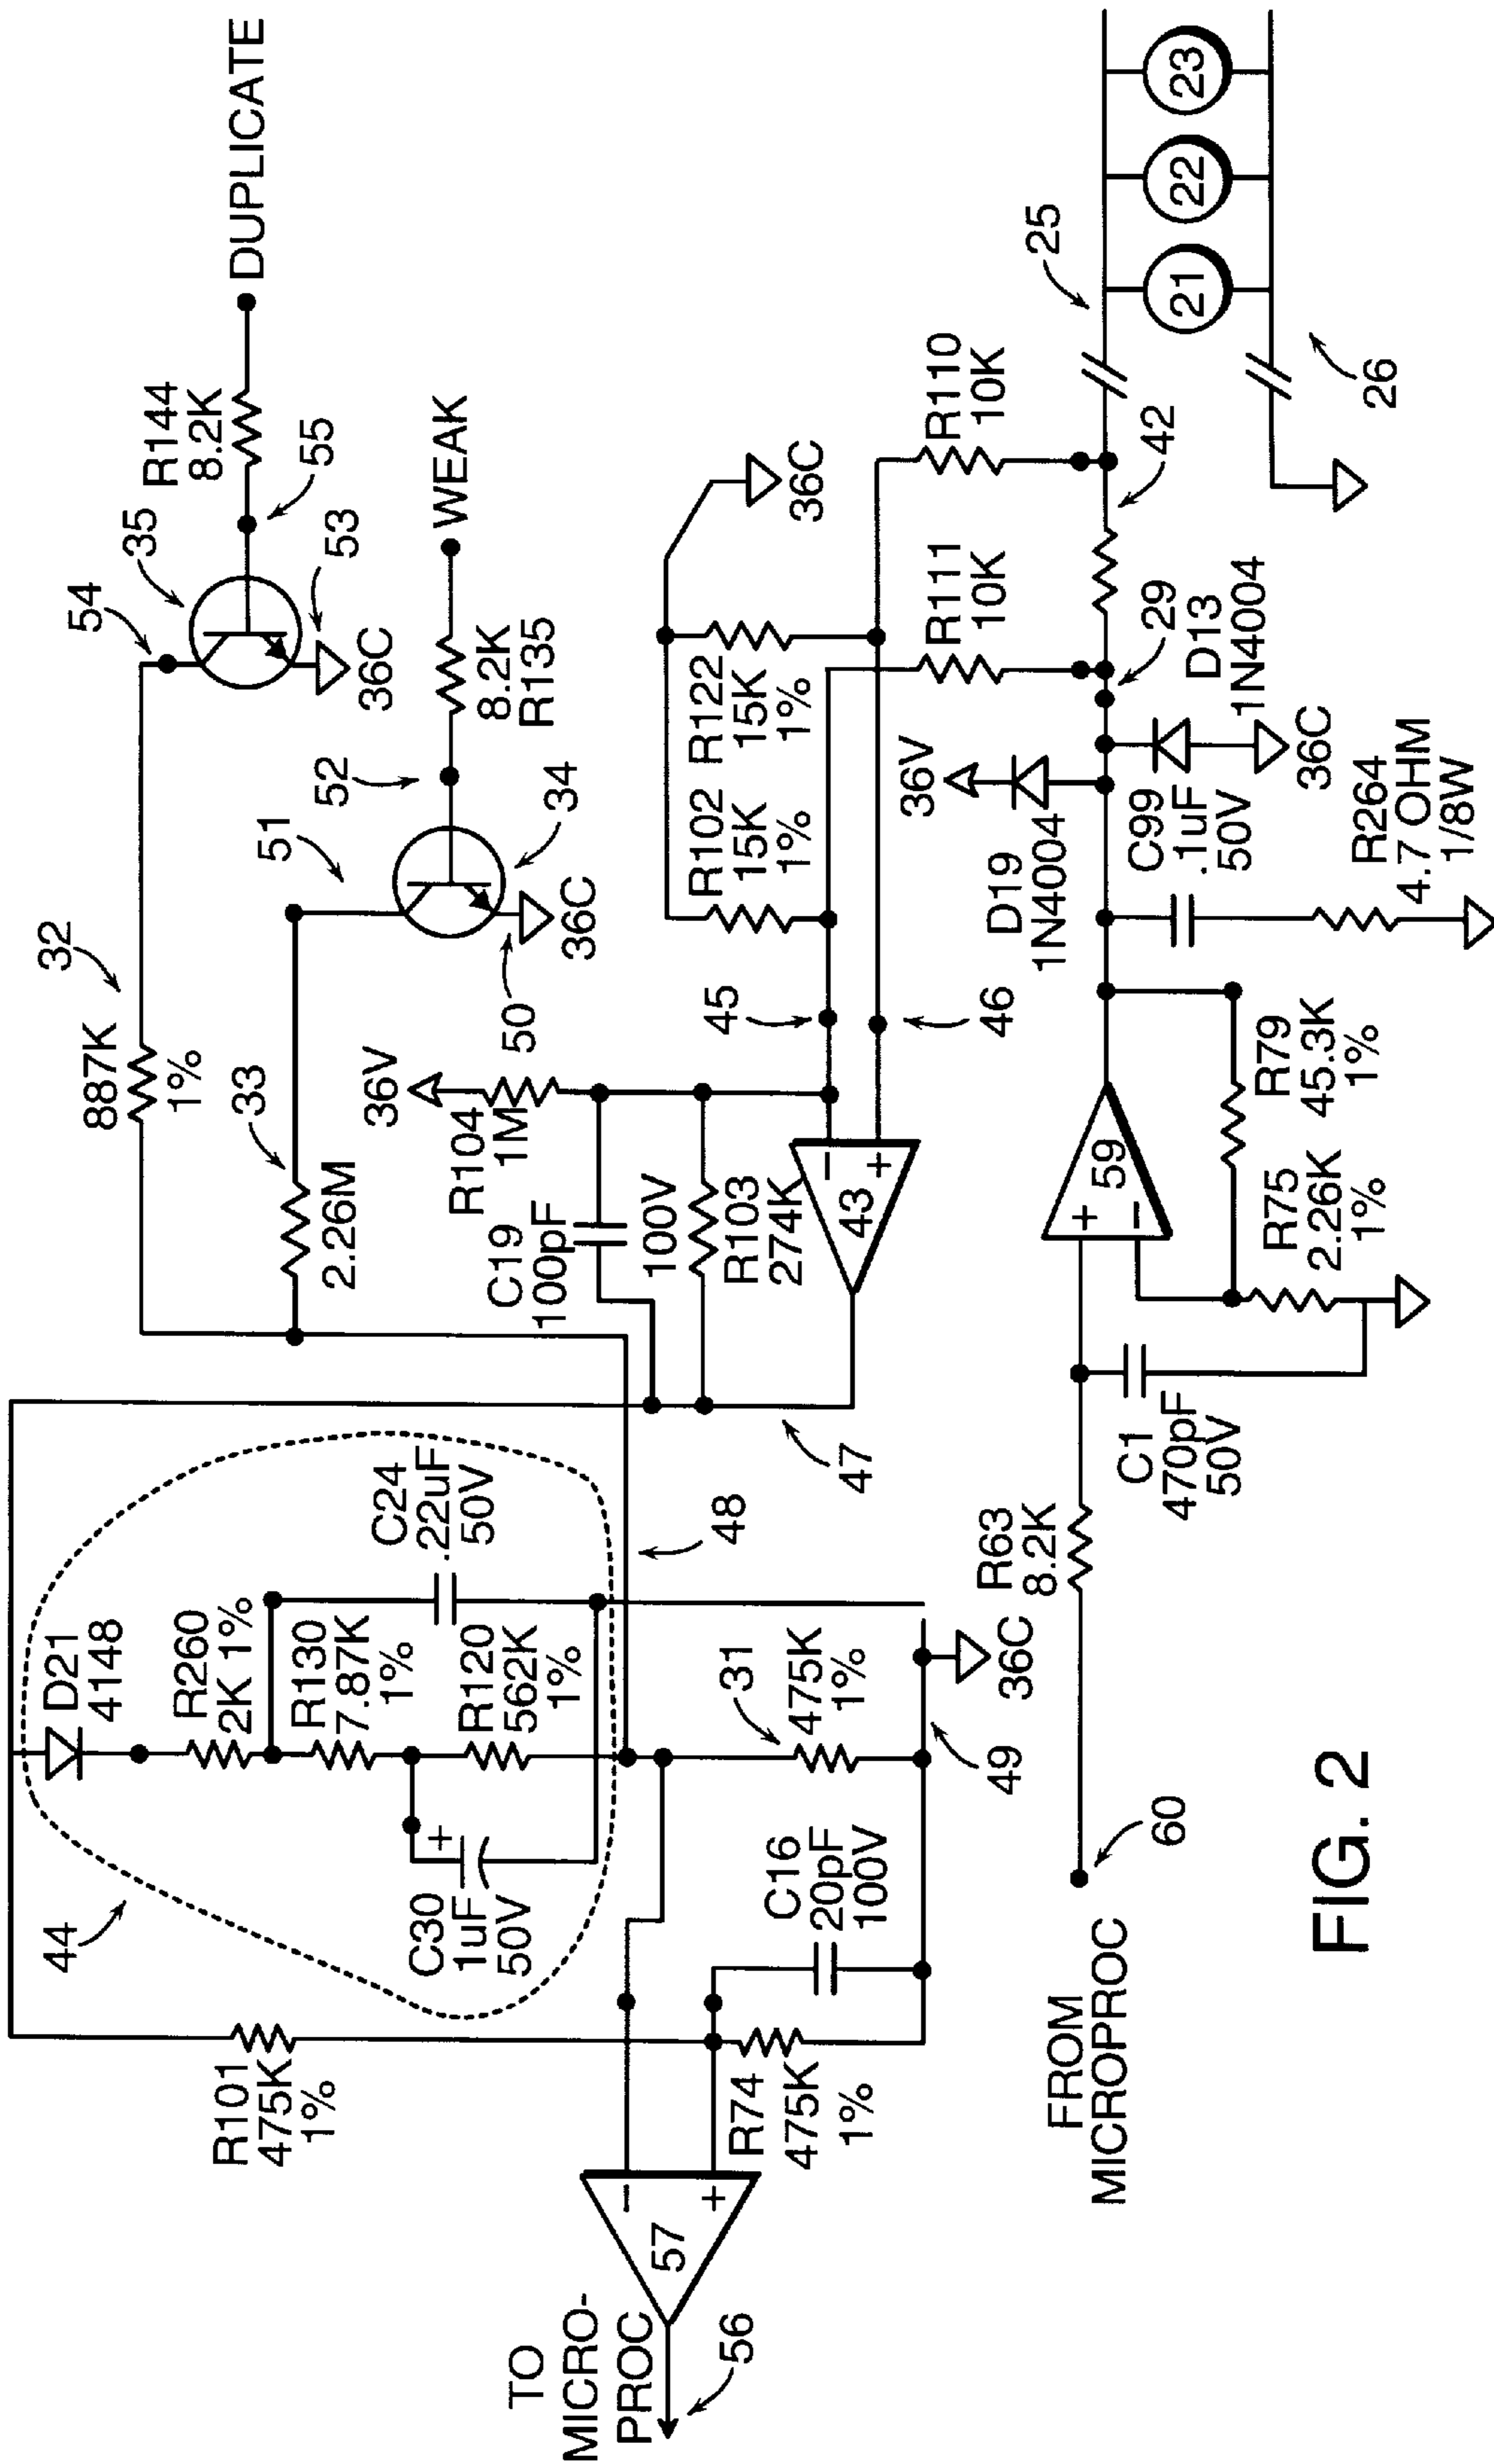 DUPLICATE
R144
8.2K
55
35
53
54
36C
WEAK
8.2K
R135
52
34
51
50
36C
32
887K
1%
33
2.26M
36V
R104
1M
C19
100pF
100V
R103
274K
43
-
+
45
46
47
R102
15K
1%
R122
15K
1%
36C
R110
10K
R111
10K
42
25
26
21
22
23
29
D13
1N4004
36C
36V
D19
1N4004
C99
.1uF
50V
R264
4.7 OHM
1/8W
59
+
-
R79
45.3K
1%
R75
2.26K
1%
C1
470pF
50V
R63
8.2K
60
FROM
MICROPROC
44
D21
4148
R260
2K 1%
R130
7.87K
1%
R120
562K
1%
C24
.22uF
50V
C30
1uF
50V
+
48
31
475K
1%
36C
49
C16
20pF
100V
R101
475K
1%
R74
475K
1%
57
-
+
56
TO
MICRO-
PROC
FIG. 2